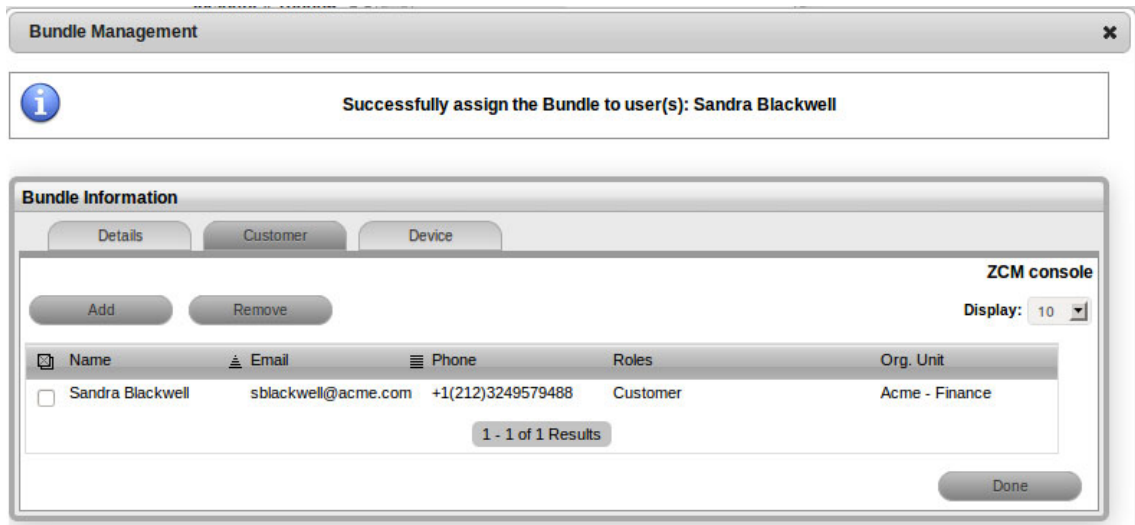 Bundle Management
Successfully assign the Bundle to user(s): Sandra Blackwell
Bundle Information
Details Customer Device
ZCM console
Add Remove Display: 10
Name Email Phone Roles Org. Unit
Sandra Blackwell sblackwell@acme.com +1(212)3249579488 Customer Acme - Finance
1 - 1 of 1 Results
Done